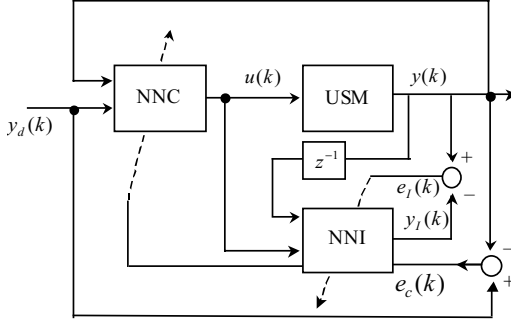 u(k)
y(k)
NNC
USM
y_d(k)
z⁻¹
+
e_I(k)
−
y_I(k)
NNI
−
e_c(k)
+